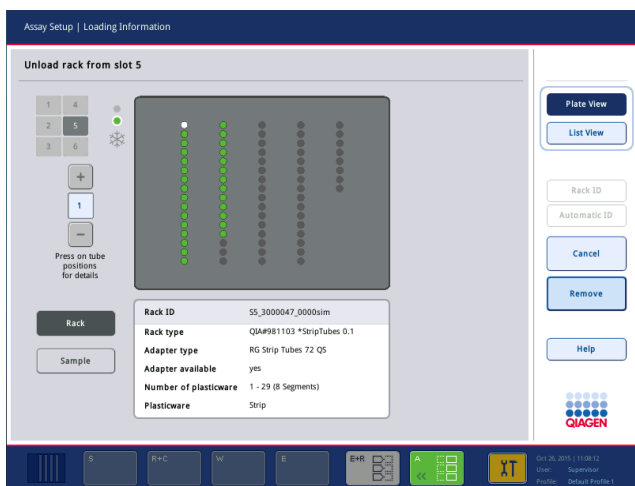 Assay Setup | Loading Information
Unload rack from slot 5
1 4
2 5
3 6
+
1
−
Press on tube
positions
for details
Rack
Sample
Rack ID S5_3000047_0000sim
Rack type QIA#981103 *StripTubes 0.1
Adapter type RG Strip Tubes 72 QS
Adapter available yes
Number of plasticware 1 - 29 (8 Segments)
Plasticware Strip
Plate View
List View
Rack ID
Automatic ID
Cancel
Remove
Help
QIAGEN
S R+C W E E+R A
Oct 26, 2015 | 11:08:12
User: Supervisor
Profile: Default Profile 1